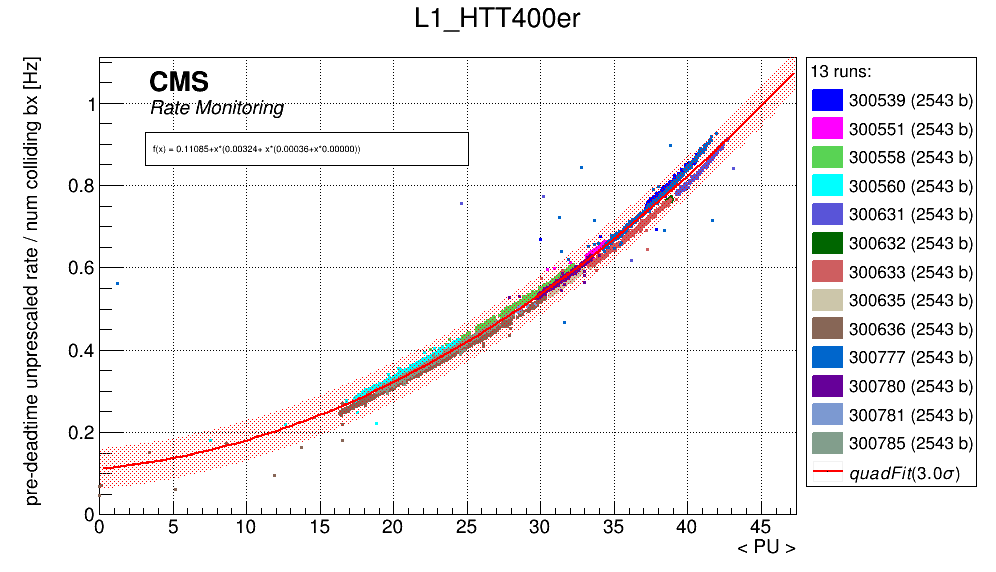 L1_HTT400er
pre-deadtime unprescaled rate / num colliding bx [Hz]
CMS
Rate Monitoring
f(x) = 0.11085+x*(0.00324+ x*(0.00036+x*0.00000))
1
0.8
0.6
0.4
0.2
0
0 5 10 15 20 25 30 35 40 45
< PU >
13 runs:
300539 (2543 b)
300551 (2543 b)
300558 (2543 b)
300560 (2543 b)
300631 (2543 b)
300632 (2543 b)
300633 (2543 b)
300635 (2543 b)
300636 (2543 b)
300777 (2543 b)
300780 (2543 b)
300781 (2543 b)
300785 (2543 b)
quadFit(3.0σ)